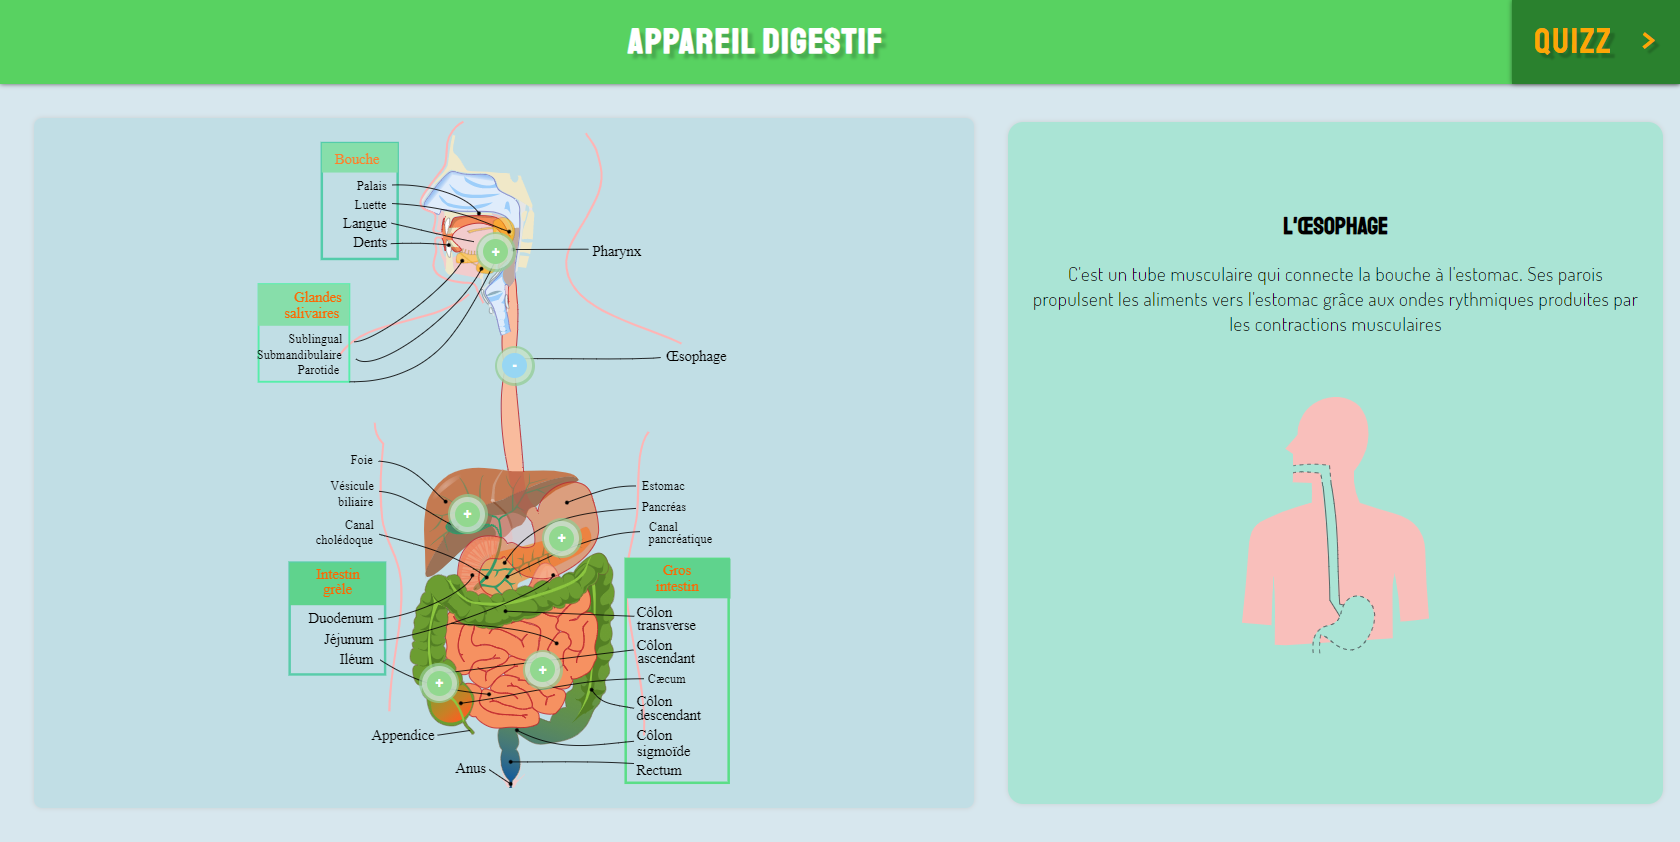 APPAREIL DIGESTIF
QUIZZ >
Bouche
Palais
Luette
Langue
Dents
Pharynx
Glandes
salivaires
Sublingual
Submandibulaire
Parotide
Œsophage
Foie
Vésicule
biliaire
Canal
cholédoque
Estomac
Pancréas
Canal
pancréatique
Intestin
grêle
Duodenum
Jéjunum
Iléum
Gros
intestin
Côlon
transverse
Côlon
ascendant
Cæcum
Côlon
descendant
Côlon
sigmoïde
Rectum
Appendice
Anus
+
-
+
+
+
+
L'ŒSOPHAGE
C'est un tube musculaire qui connecte la bouche à l'estomac. Ses parois
propulsent les aliments vers l'estomac grâce aux ondes rythmiques produites par
les contractions musculaires